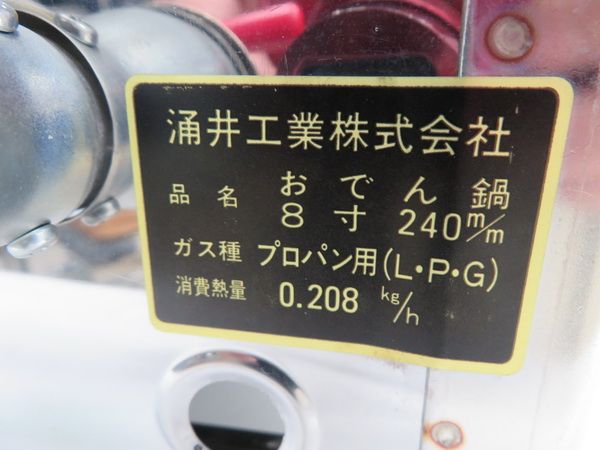 涌井工業株式会社
品名 おでん鍋
8寸 240m/m
ガス種 プロパン用(L・P・G)
消費熱量 0.208 kg/h